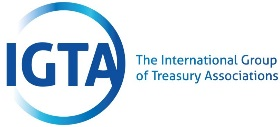 IGTA
The International Group
of Treasury Associations